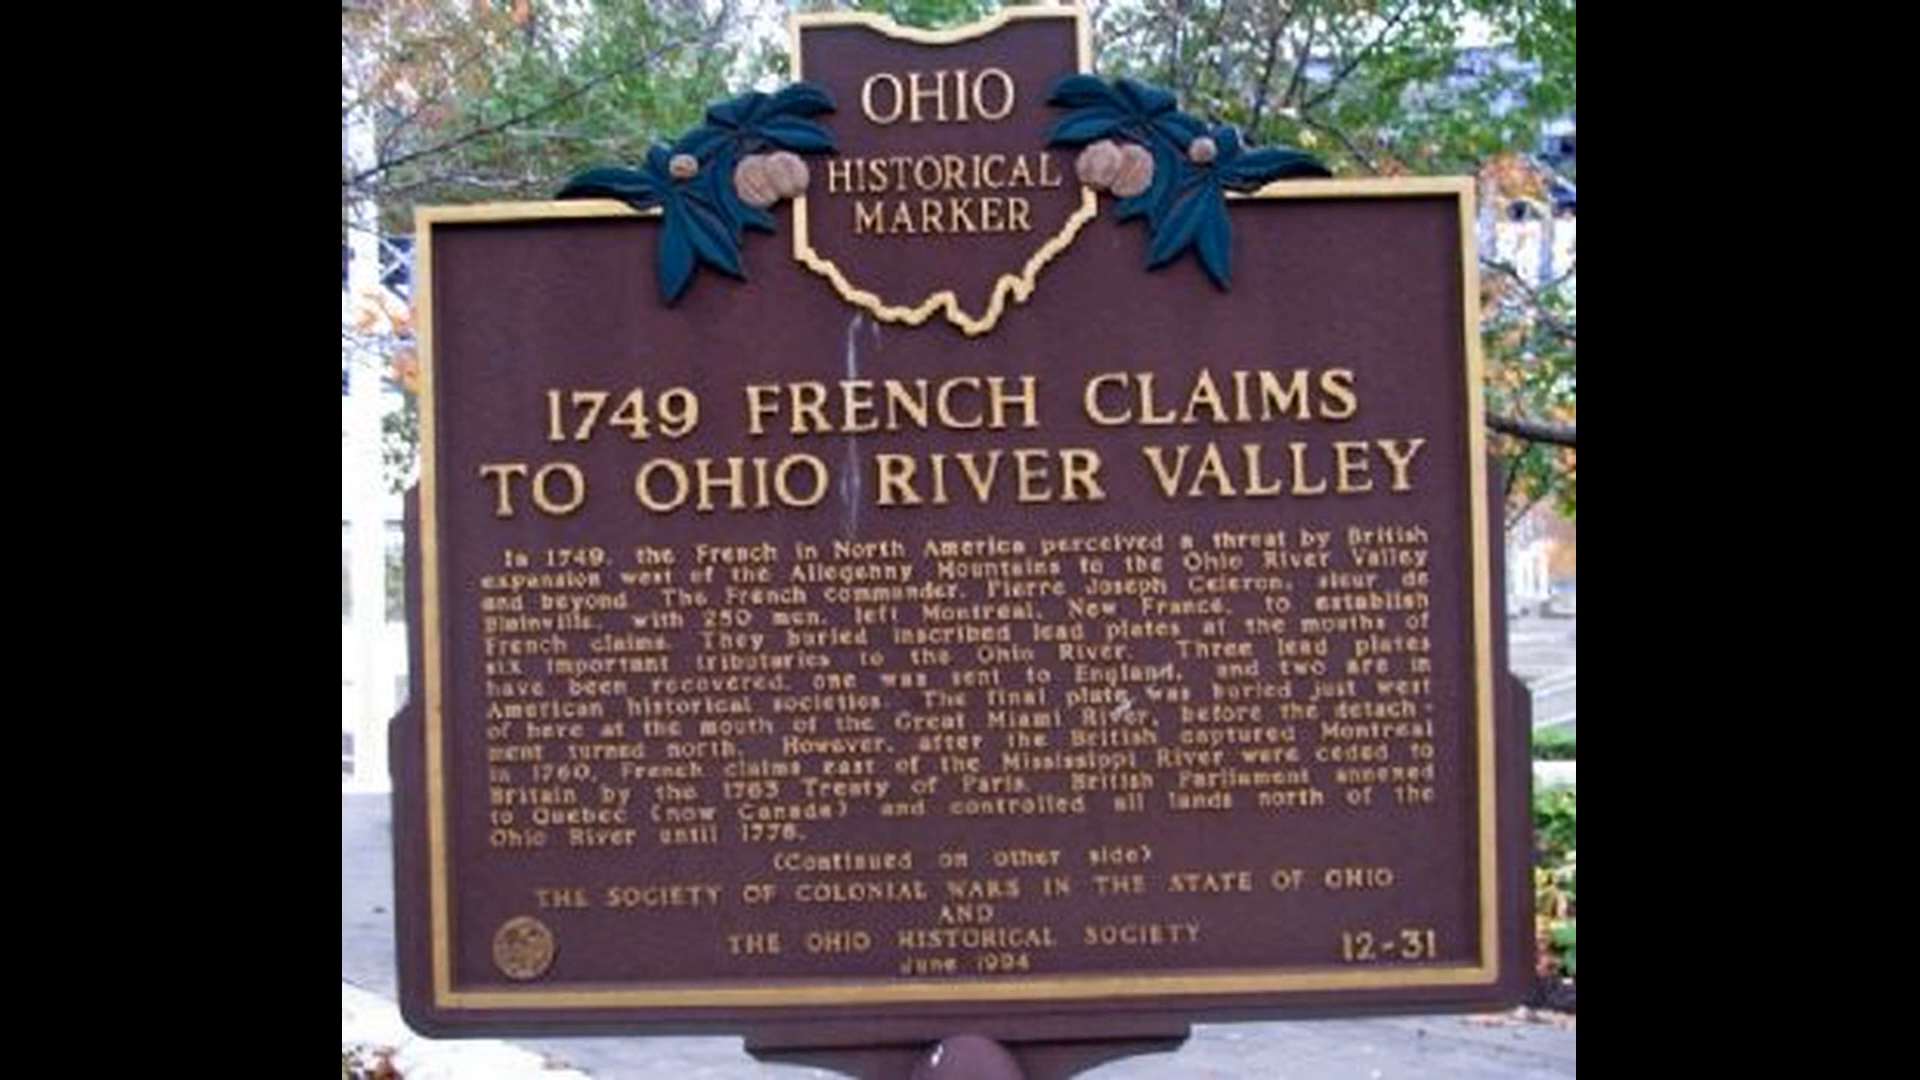 OHIO
HISTORICAL
MARKER
1749 FRENCH CLAIMS
TO OHIO RIVER VALLEY
In 1749, the French in North America perceived a threat by British
expansion west of the Allegheny Mountains to the Ohio River Valley
and beyond. The French commander, Pierre Joseph Celeron, sieur de
Blainville, with 250 men, left Montreal, New France, to establish
French claims. They buried inscribed lead plates at the mouths of
six important tributaries to the Ohio River. Three lead plates
have been recovered, one was sent to England, and two are in
American historical societies. The final plate was buried just west
of here at the mouth of the Great Miami River, before the detach-
ment turned north. However, after the British captured Montreal
in 1760, French claims east of the Mississippi River were ceded to
Britain by the 1763 Treaty of Paris. British Parliament annexed
to Quebec (now Canada) and controlled all lands north of the
Ohio River until
(Continued on other side)
THE SOCIETY OF COLONIAL WARS IN THE STATE OF OHIO
AND
THE OHIO HISTORICAL SOCIETY
June 1994
12-31